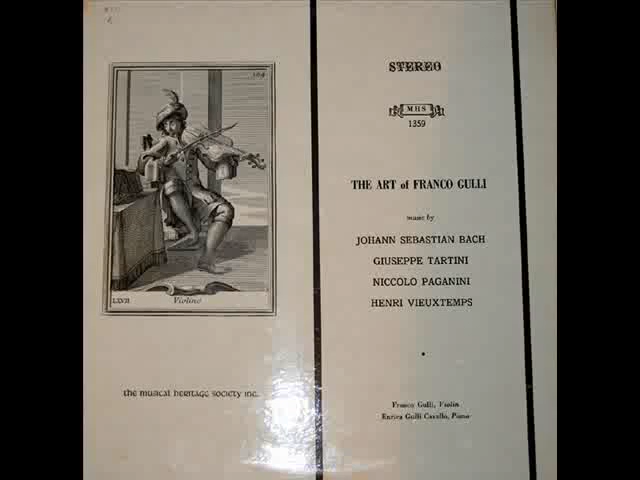 104
LXVII Violino
the musical heritage society inc.
STEREO
MHS
1359
THE ART of FRANCO GULLI
music by
JOHANN SEBASTIAN BACH
GIUSEPPE TARTINI
NICCOLO PAGANINI
HENRI VIEUXTEMPS
Franco Gulli, Violin
Enrica Gulli Cavallo, Piano